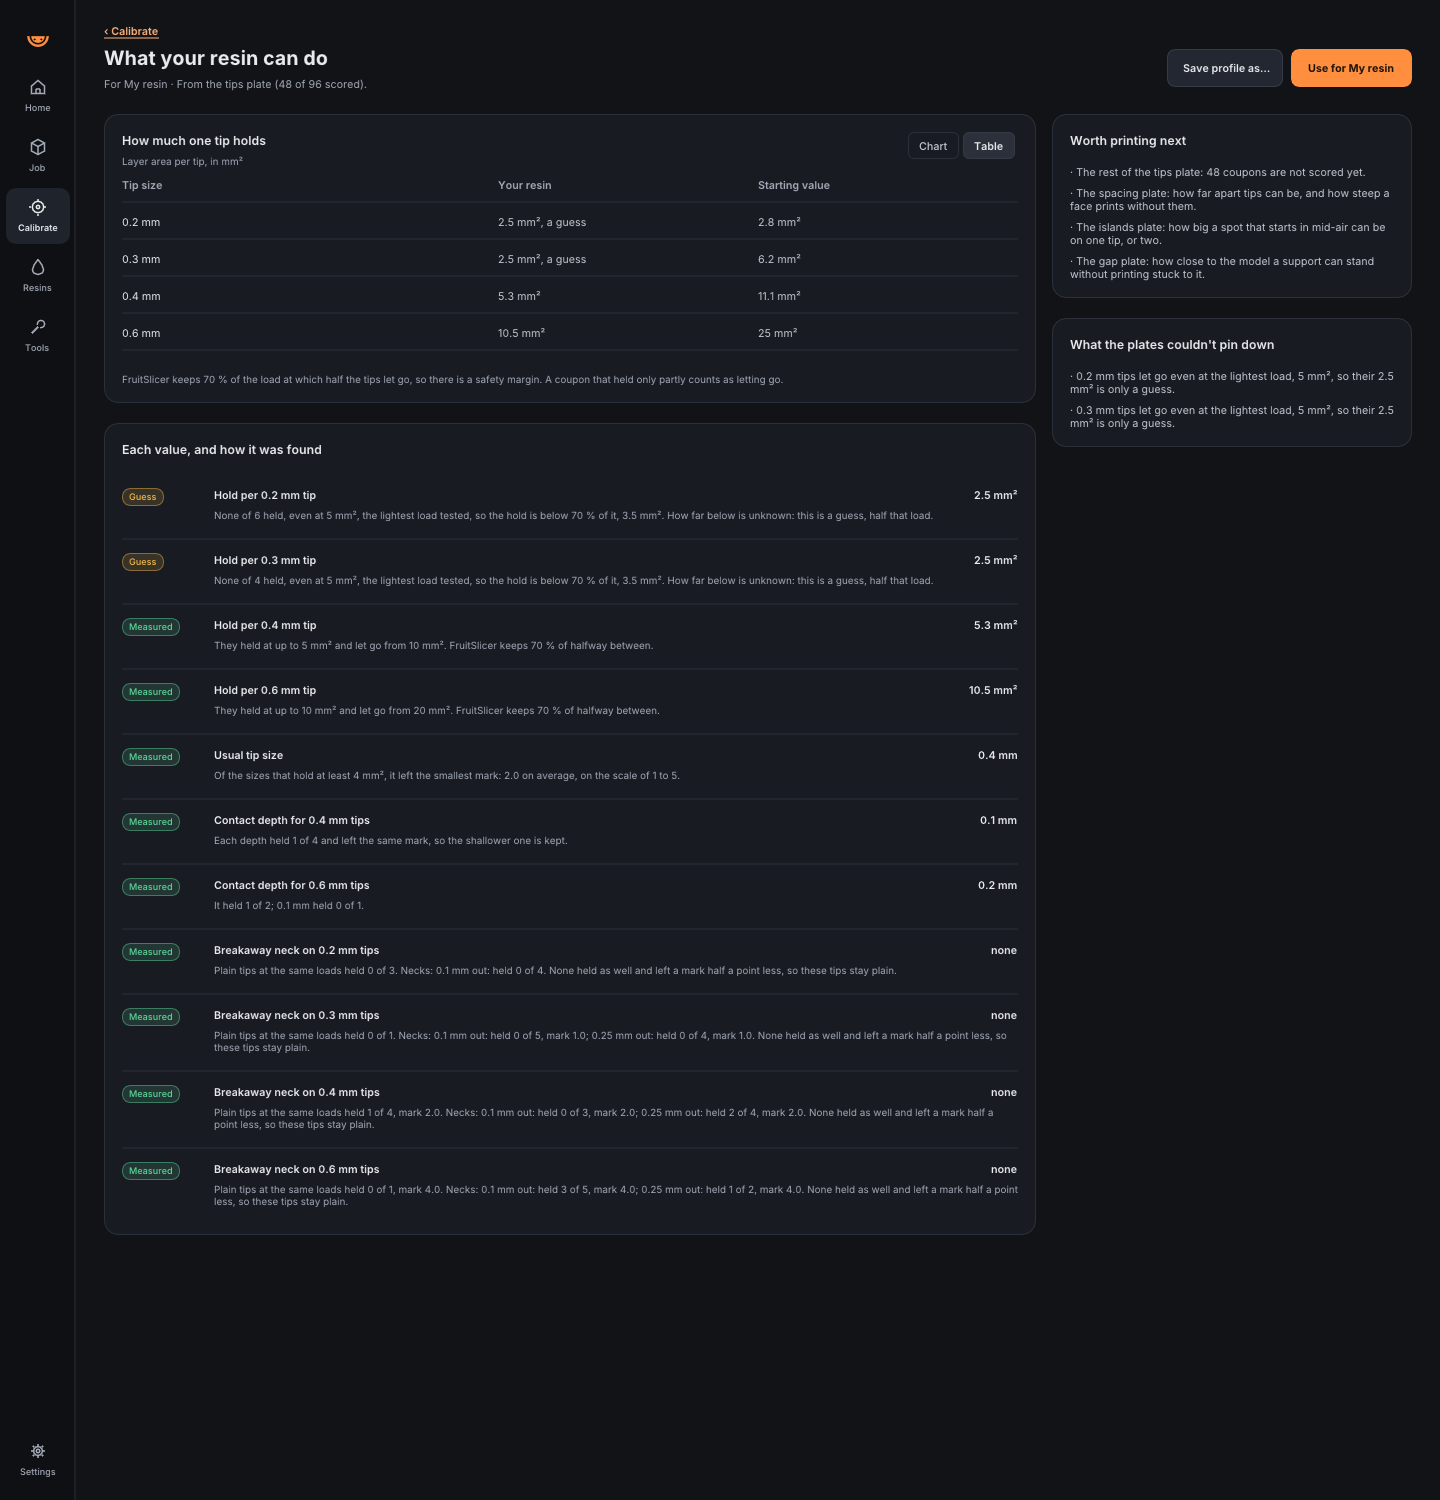 ‹ Calibrate
What your resin can do
For My resin · From the tips plate (48 of 96 scored).
Save profile as...
Use for My resin
Home
Job
Calibrate
Resins
Tools
Settings
How much one tip holds
Layer area per tip, in mm²
Chart
Table
Tip size Your resin Starting value
0.2 mm 2.5 mm², a guess 2.8 mm²
0.3 mm 2.5 mm², a guess 6.2 mm²
0.4 mm 5.3 mm² 11.1 mm²
0.6 mm 10.5 mm² 25 mm²
FruitSlicer keeps 70 % of the load at which half the tips let go, so there is a safety margin. A coupon that held only partly counts as letting go.
Each value, and how it was found
Guess Hold per 0.2 mm tip 2.5 mm²
None of 6 held, even at 5 mm², the lightest load tested, so the hold is below 70 % of it, 3.5 mm². How far below is unknown: this is a guess, half that load.
Guess Hold per 0.3 mm tip 2.5 mm²
None of 4 held, even at 5 mm², the lightest load tested, so the hold is below 70 % of it, 3.5 mm². How far below is unknown: this is a guess, half that load.
Measured Hold per 0.4 mm tip 5.3 mm²
They held at up to 5 mm² and let go from 10 mm². FruitSlicer keeps 70 % of halfway between.
Measured Hold per 0.6 mm tip 10.5 mm²
They held at up to 10 mm² and let go from 20 mm². FruitSlicer keeps 70 % of halfway between.
Measured Usual tip size 0.4 mm
Of the sizes that hold at least 4 mm², it left the smallest mark: 2.0 on average, on the scale of 1 to 5.
Measured Contact depth for 0.4 mm tips 0.1 mm
Each depth held 1 of 4 and left the same mark, so the shallower one is kept.
Measured Contact depth for 0.6 mm tips 0.2 mm
It held 1 of 2; 0.1 mm held 0 of 1.
Measured Breakaway neck on 0.2 mm tips none
Plain tips at the same loads held 0 of 3. Necks: 0.1 mm out: held 0 of 4. None held as well and left a mark half a point less, so these tips stay plain.
Measured Breakaway neck on 0.3 mm tips none
Plain tips at the same loads held 0 of 1. Necks: 0.1 mm out: held 0 of 5, mark 1.0; 0.25 mm out: held 0 of 4, mark 1.0. None held as well and left a mark half a point less, so
these tips stay plain.
Measured Breakaway neck on 0.4 mm tips none
Plain tips at the same loads held 1 of 4, mark 2.0. Necks: 0.1 mm out: held 0 of 3, mark 2.0; 0.25 mm out: held 2 of 4, mark 2.0. None held as well and left a mark half a
point less, so these tips stay plain.
Measured Breakaway neck on 0.6 mm tips none
Plain tips at the same loads held 0 of 1, mark 4.0. Necks: 0.1 mm out: held 3 of 5, mark 4.0; 0.25 mm out: held 1 of 2, mark 4.0. None held as well and left a mark half a point
less, so these tips stay plain.
Worth printing next
· The rest of the tips plate: 48 coupons are not scored yet.
· The spacing plate: how far apart tips can be, and how steep a
face prints without them.
· The islands plate: how big a spot that starts in mid-air can be
on one tip, or two.
· The gap plate: how close to the model a support can stand
without printing stuck to it.
What the plates couldn't pin down
· 0.2 mm tips let go even at the lightest load, 5 mm², so their 2.5
mm² is only a guess.
· 0.3 mm tips let go even at the lightest load, 5 mm², so their 2.5
mm² is only a guess.